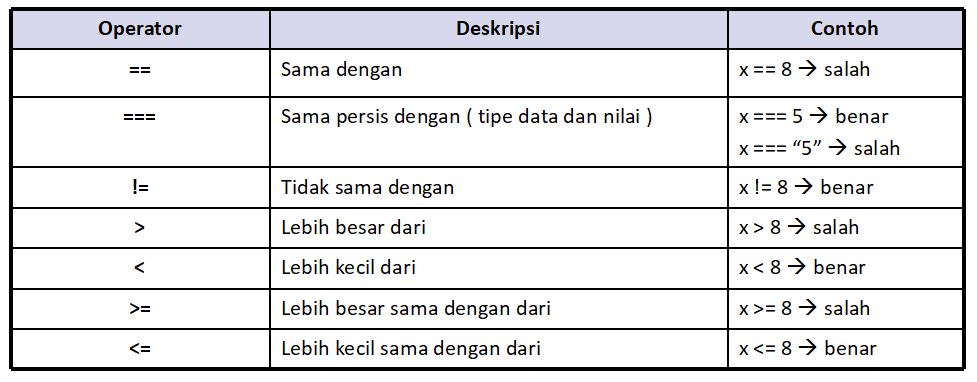 Operator Deskripsi Contoh
== Sama dengan x == 8 → salah
=== Sama persis dengan ( tipe data dan nilai ) x === 5 → benar
x === “5” → salah
!= Tidak sama dengan x != 8 → benar
> Lebih besar dari x > 8 → salah
< Lebih kecil dari x < 8 → benar
>= Lebih besar sama dengan dari x >= 8 → salah
<= Lebih kecil sama dengan dari x <= 8 → benar